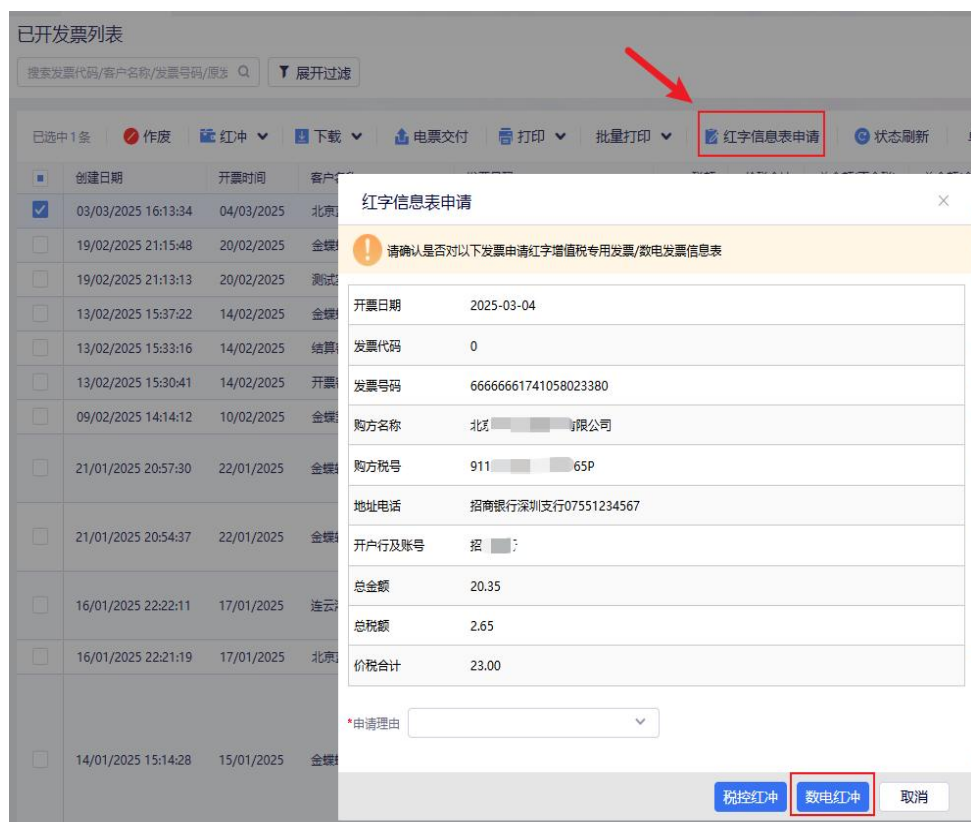 已开发票列表
搜索发票代码/客户名称/发票号码/原发 展开过滤
已选中1条 作废 红冲 下载 电票交付 打印 批量打印 红字信息表申请 状态刷新
创建日期 开票时间 客户
03/03/2025 16:13:34 04/03/2025 北京
19/02/2025 21:15:48 20/02/2025 金蝶
19/02/2025 21:13:13 20/02/2025 测试
13/02/2025 15:37:22 14/02/2025 金蝶
13/02/2025 15:33:16 14/02/2025 结算
13/02/2025 15:30:41 14/02/2025 开票
09/02/2025 14:14:12 10/02/2025 金蝶
21/01/2025 20:57:30 22/01/2025 金蝶
21/01/2025 20:54:37 22/01/2025 金蝶
16/01/2025 22:22:11 17/01/2025 连云
16/01/2025 22:21:19 17/01/2025 北京
14/01/2025 15:14:28 15/01/2025 金蝶
红字信息表申请
请确认是否对以下发票申请红字增值税专用发票/数电发票信息表
开票日期 2025-03-04
发票代码 0
发票号码 66666661741058023380
购方名称 北京 有限公司
购方税号 911 65P
地址电话 招商银行深圳支行07551234567
开户行及账号 招
总金额 20.35
总税额 2.65
价税合计 23.00
*申请理由
税控红冲 数电红冲 取消